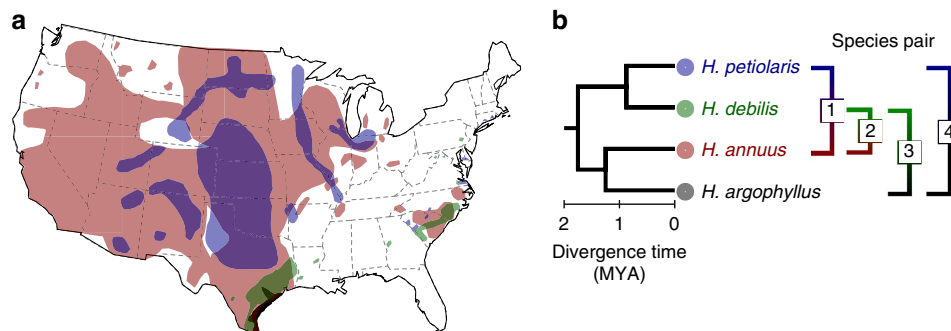 a
b
Species pair
H. petiolaris
H. debilis
H. annuus
H. argophyllus
1
2
3
4
2 1 0
Divergence time
(MYA)